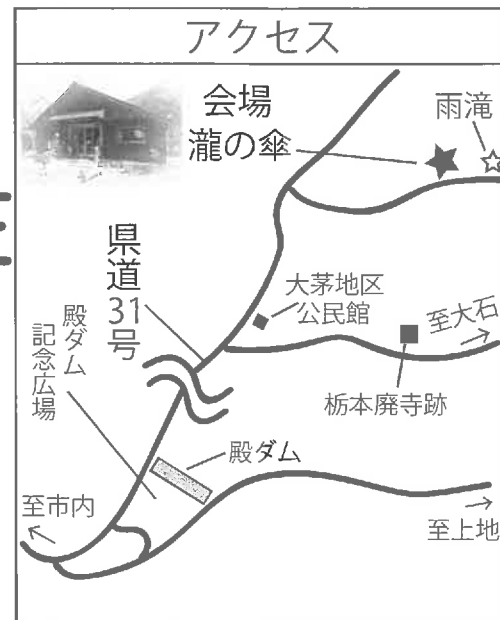 アクセス
会場
瀧の傘
雨滝
県道31号
大茅地区
公民館
至大石
栃本廃寺跡
殿ダム
記念広場
殿ダム
至市内
至上地